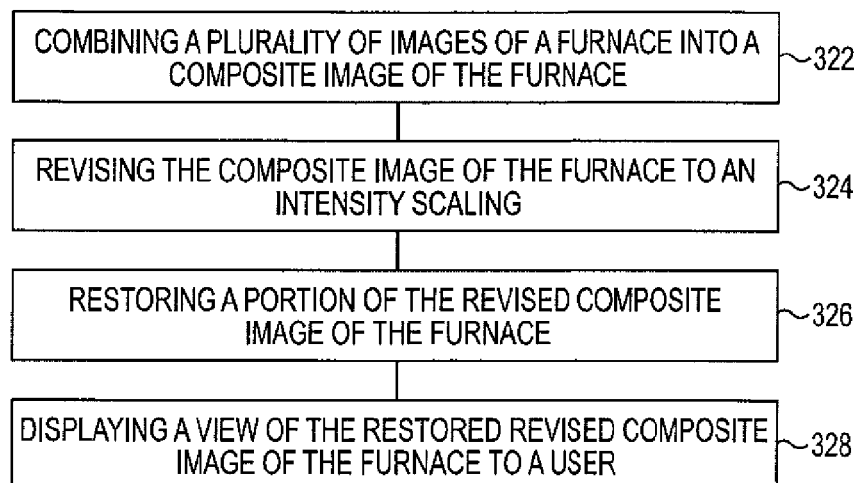 COMBINING A PLURALITY OF IMAGES OF A FURNACE INTO A
COMPOSITE IMAGE OF THE FURNACE
322
REVISING THE COMPOSITE IMAGE OF THE FURNACE TO AN
INTENSITY SCALING
324
RESTORING A PORTION OF THE REVISED COMPOSITE
IMAGE OF THE FURNACE
326
DISPLAYING A VIEW OF THE RESTORED REVISED COMPOSITE
IMAGE OF THE FURNACE TO A USER
328